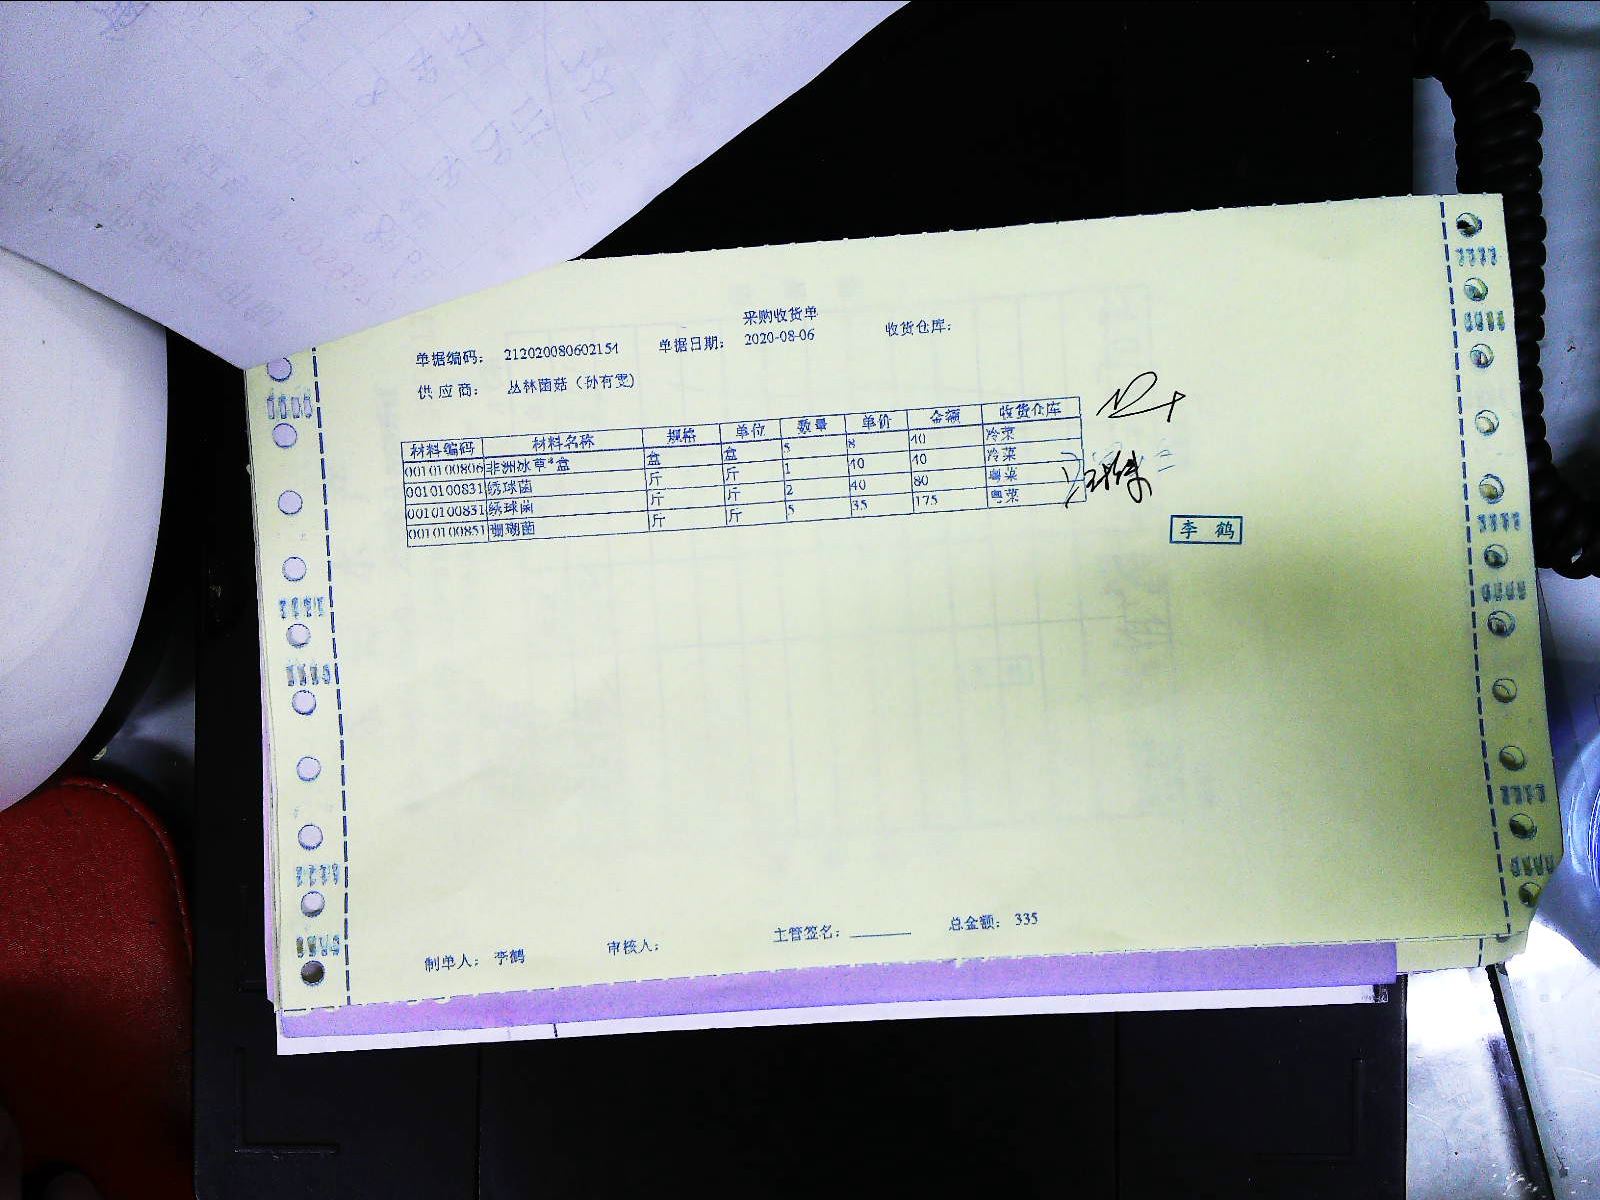 采购收货单
单据编码: 212020080602154 单据日期: 2020-08-06 收货仓库:
供应商: 丛林菌菇(孙有雯)
材料编码 材料名称 规格 单位 数量 单价 金额 收货仓库
0010100806 非洲冰草*盒 盒 盒 5 8 40 冷菜
0010100831 绣球菌 斤 斤 1 40 40 冷菜
0010100831 绣球菌 斤 斤 2 40 80 粤菜
0010100851 珊瑚菌 斤 斤 5 35 175 粤菜
李鹤
制单人: 李鹤 审核人: 主管签名: 总金额: 335